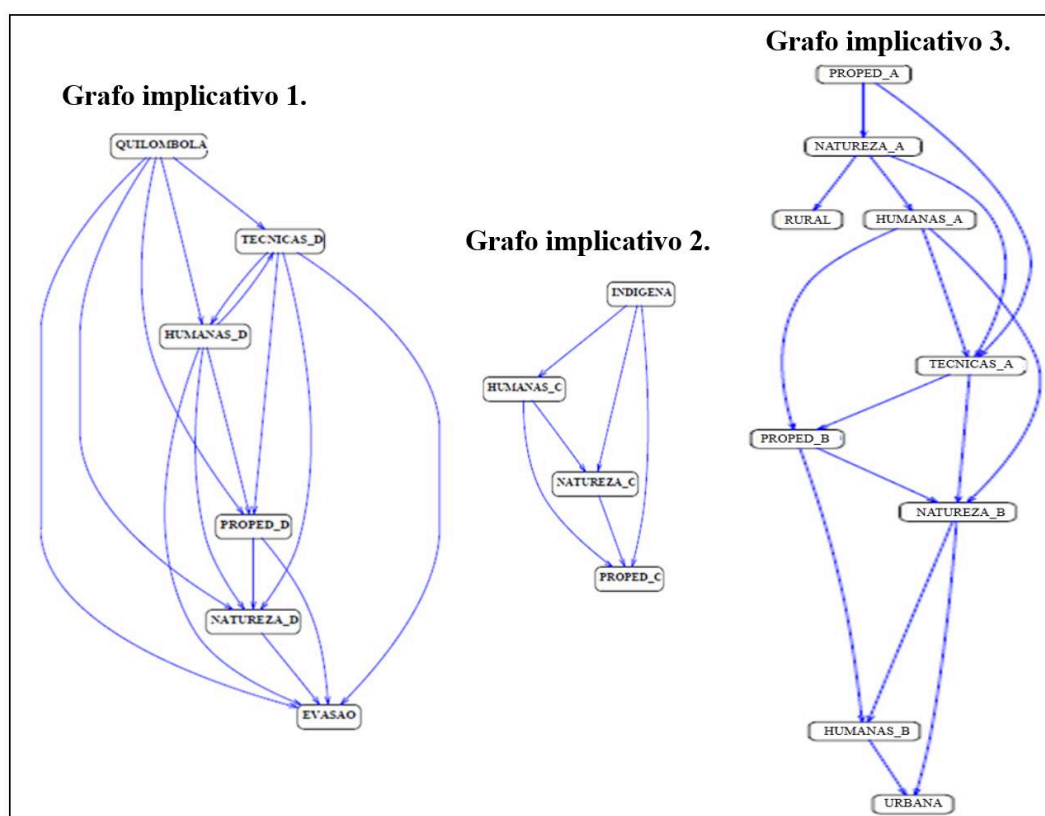 Grafo implicativo 1.
QUILOMBOLA
TECNICAS_D
HUMANAS_D
PROPED_D
NATUREZA_D
EVASAO
Grafo implicativo 2.
INDIGENA
HUMANAS_C
NATUREZA_C
PROPED_C
Grafo implicativo 3.
PROPED_A
NATUREZA_A
RURAL
HUMANAS_A
TECNICAS_A
PROPED_B
NATUREZA_B
HUMANAS_B
URBANA